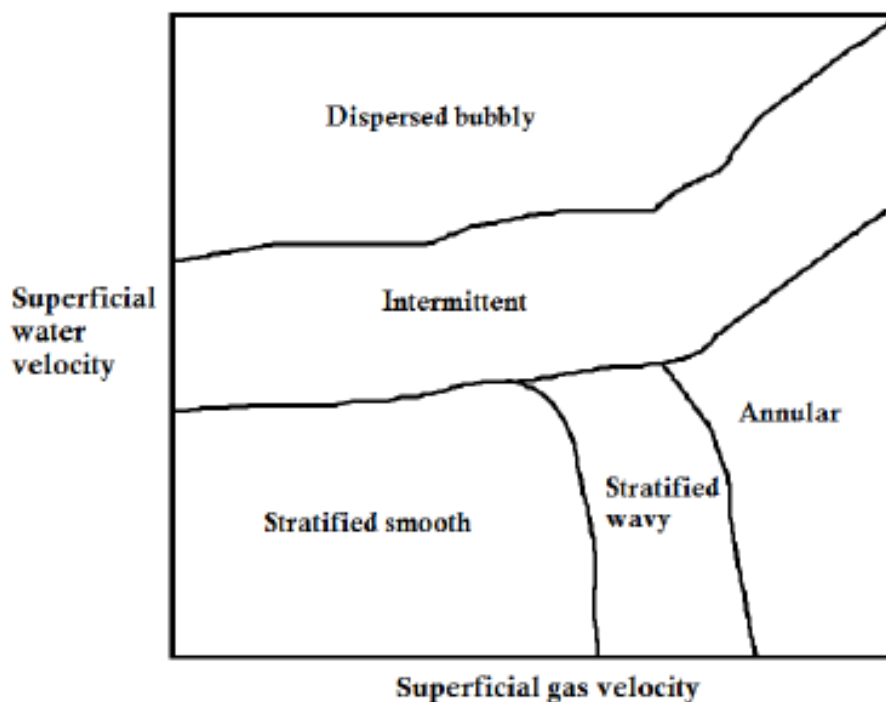 Dispersed bubbly
Superficial
water
velocity
Intermittent
Annular
Stratified
wavy
Stratified smooth
Superficial gas velocity